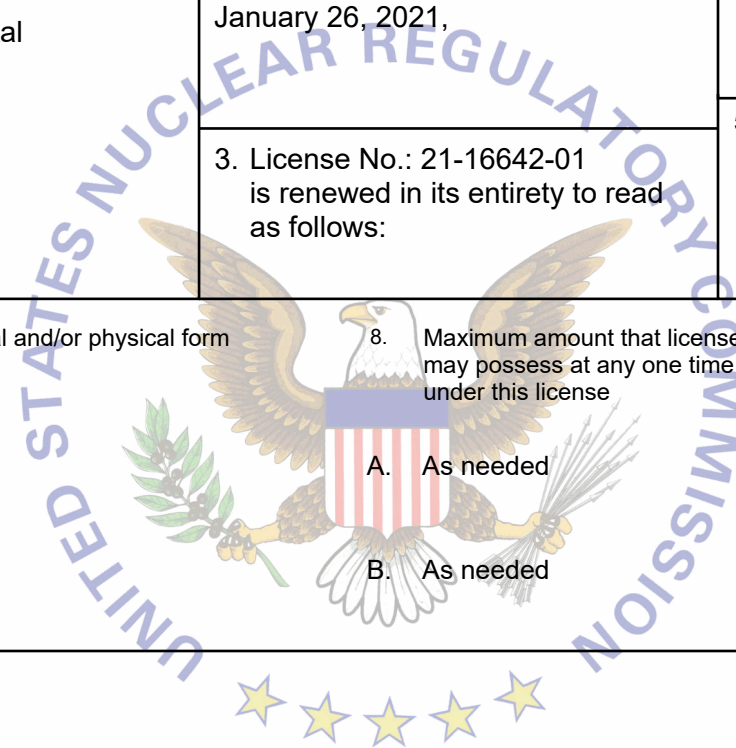 al
January 26, 2021,
3. License No.: 21-16642-01
is renewed in its entirety to read
as follows:
and/or physical form
8. Maximum amount that license
may possess at any one time
under this license
A. As needed
B. As needed
UNITED STATES NUCLEAR REGULATORY COMMISSION